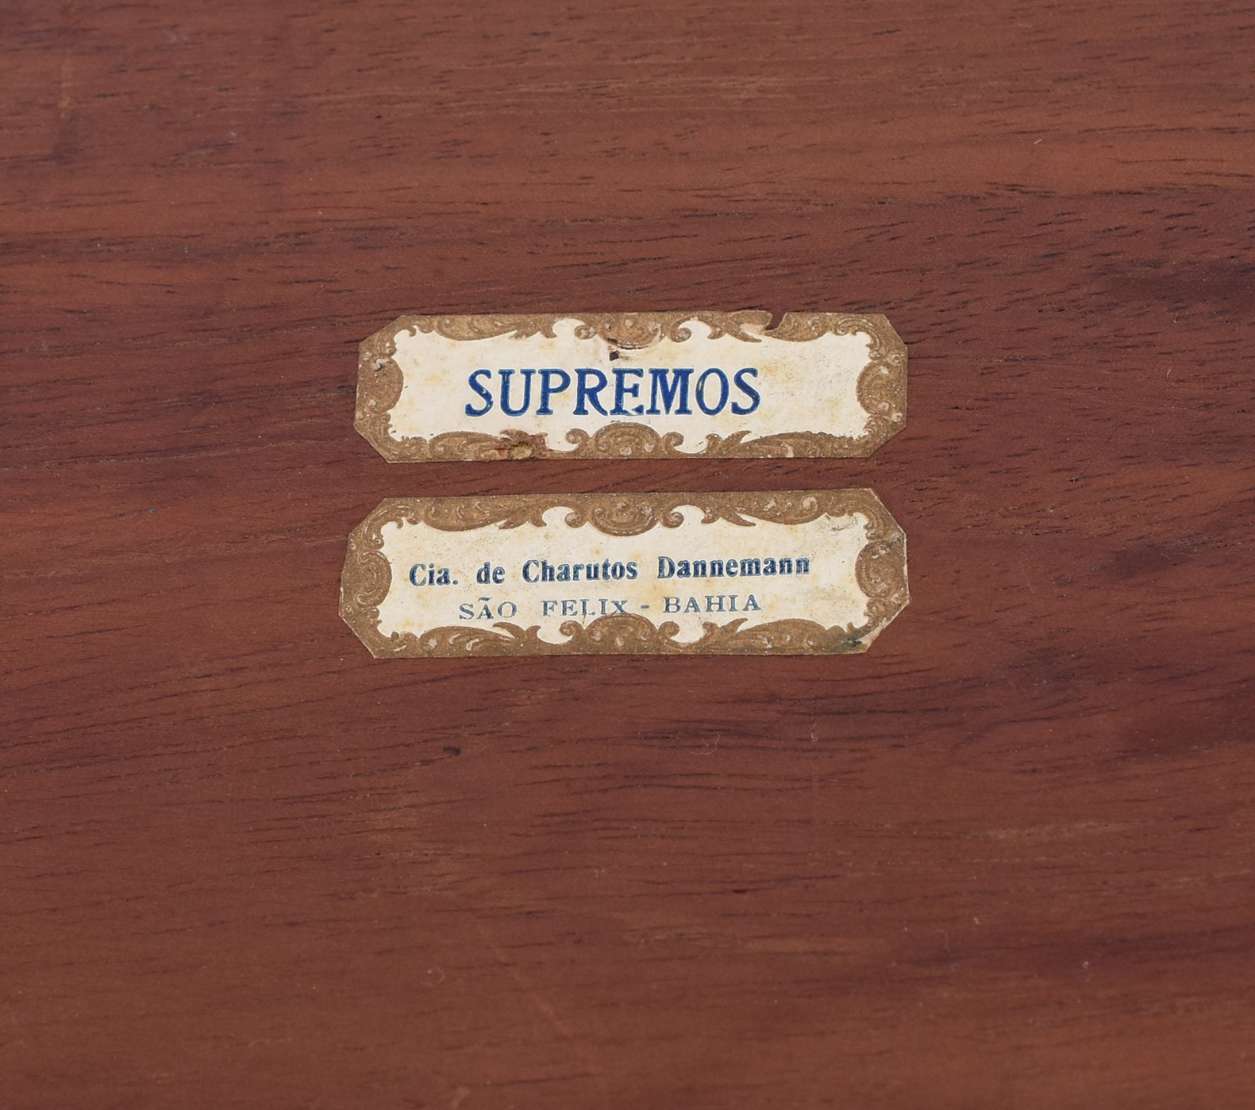 SUPREMOS
Cia. de Charutos Dannemann
SÃO FELIX - BAHIA